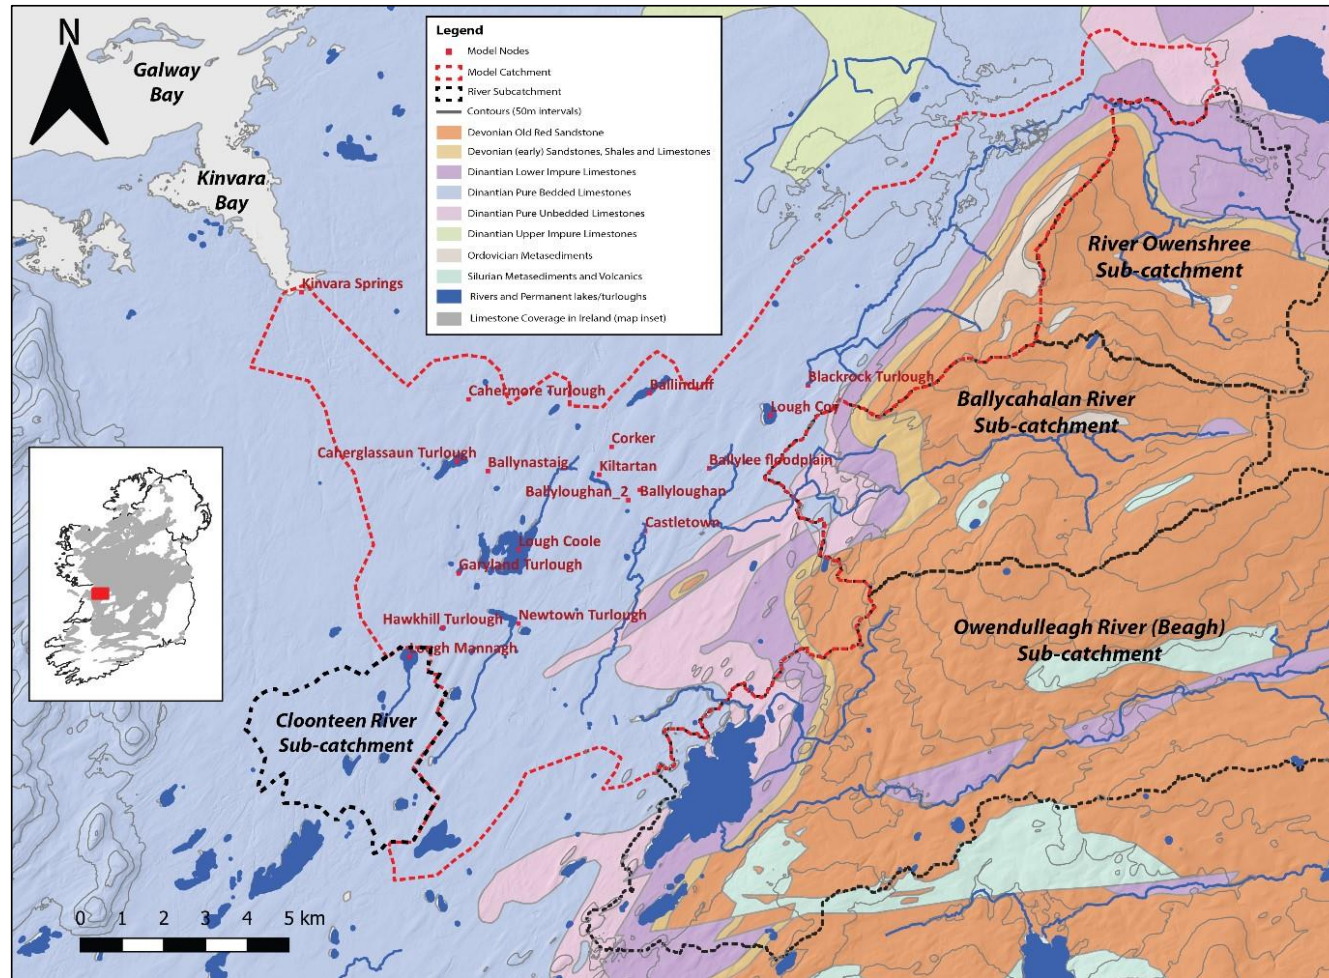 N
Galway
Bay
Kinvara
Bay
Legend
Model Nodes
Model Catchment
River Subcatchment
Contours (50m intervals)
Devonian Old Red Sandstone
Devonian (early) Sandstones, Shales and Limestones
Dinantian Lower Impure Limestones
Dinantian Pure Bedded Limestones
Dinantian Pure Unbedded Limestones
Dinantian Upper Impure Limestones
Ordovician Metasediments
Silurian Metasediments and Volcanics
Rivers and Permanent lakes/turloughs
Limestone Coverage in Ireland (map inset)
River Owenshree
Sub-catchment
Kinvara Springs
Cahermore Turlough
Ballinduff
Blackrock Turlough
Lough Coy
Ballycahalan River
Sub-catchment
Corker
Caherglassaun Turlough
Ballynastaig
Kiltartan
Ballylee floodplain
Ballyloughan_2
Ballyloughan
Castletown
Lough Coole
Garyland Turlough
Hawkhill Turlough
Newtown Turlough
Lough Mannagh
Owendulleagh River (Beagh)
Sub-catchment
Cloonteen River
Sub-catchment
0 1 2 3 4 5 km